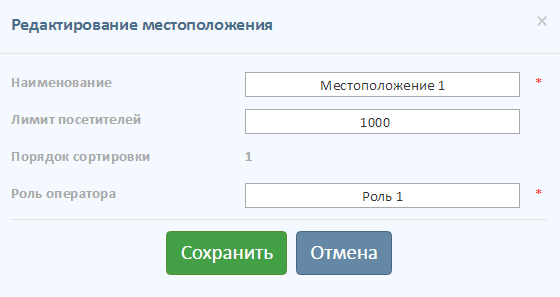 Редактирование местоположения ×
Наименование Местоположение 1 *
Лимит посетителей 1000
Порядок сортировки 1
Роль оператора Роль 1 *
Сохранить Отмена